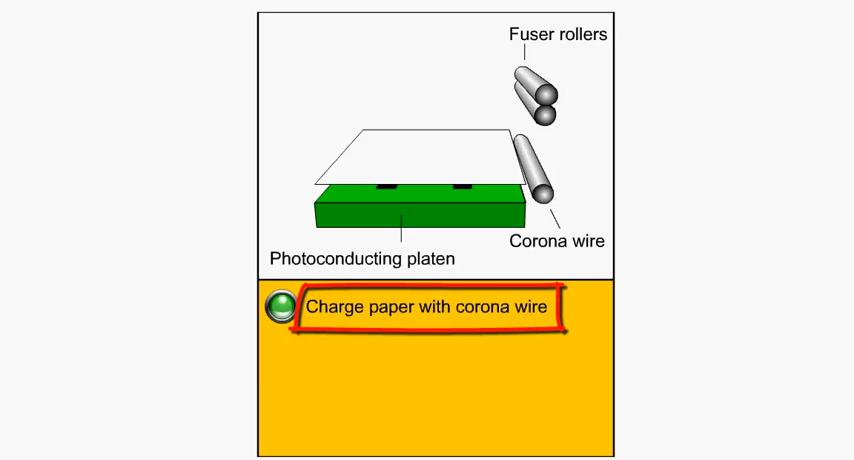 Fuser rollers
Corona wire
Photoconducting platen
Charge paper with corona wire